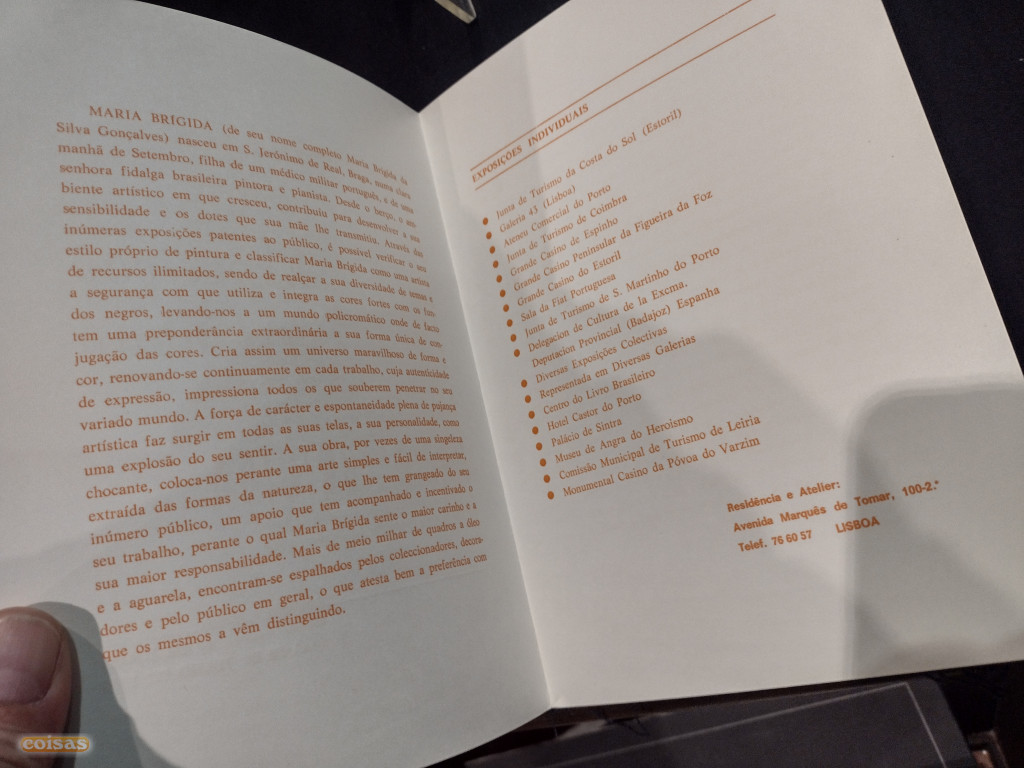 MARIA BRÍGIDA (de seu nome completo Maria Brígida da
Silva Gonçalves) nasceu em S. Jerónimo de Real, Braga, numa clara
manhã de Setembro, filha de um médico militar português, e de uma
senhora fidalga brasileira pintora e pianista. Desde o berço, o am-
biente artístico em que cresceu, contribuiu para desenvolver a sua
sensibilidade e os dotes que sua mãe lhe transmitiu. Através das
inúmeras exposições patentes ao público, é possível verificar o seu
estilo próprio de pintura e classificar Maria Brígida como uma artista
de recursos ilimitados, sendo de realçar a sua diversidade de temas e
a segurança com que utiliza e integra as cores fortes com os fun-
dos negros, levando-nos a um mundo policromático onde de facto
tem uma preponderância extraordinária a sua forma única de con-
jugação das cores. Cria assim um universo maravilhoso de forma e
cor, renovando-se continuamente em cada trabalho, cuja autenticidade
de expressão, impressiona todos os que souberem penetrar no seu
variado mundo. A força de carácter e espontaneidade plena de pujança
artística faz surgir em todas as suas telas, a sua personalidade, como
uma explosão do seu sentir. A sua obra, por vezes de uma singeleza
chocante, coloca-nos perante uma arte simples e fácil de interpretar,
extraída das formas da natureza, o que lhe tem grangeado do seu
inúmero público, um apoio que tem acompanhado e incentivado o
seu trabalho, perante o qual Maria Brígida sente o maior carinho e a
sua maior responsabilidade. Mais de meio milhar de quadros a óleo
e a aguarela, encontram-se espalhados pelos coleccionadores, decora-
dores e pelo público em geral, o que atesta bem a preferência com
que os mesmos a vêm distinguindo.
EXPOSIÇÕES INDIVIDUAIS
● Junta de Turismo da Costa do Sol (Estoril)
● Galeria 43 (Lisboa)
● Ateneu Comercial do Porto
● Junta de Turismo de Coimbra
● Grande Casino de Espinho
● Grande Casino Peninsular da Figueira da Foz
● Grande Casino do Estoril
● Sala da Fiat Portuguesa
● Junta de Turismo de S. Martinho do Porto
● Delegacion de Cultura de la Excma.
Deputacion Provincial (Badajoz) Espanha
● Diversas Exposições Colectivas
● Representada em Diversas Galerias
● Centro do Livro Brasileiro
● Hotel Castor do Porto
● Palácio de Sintra
● Museu de Angra do Heroismo
● Comissão Municipal de Turismo de Leiria
● Monumental Casino da Póvoa do Varzim
Residência e Atelier:
Avenida Marquês de Tomar, 100-2.º
Telef. 76 60 57 LISBOA
coisas